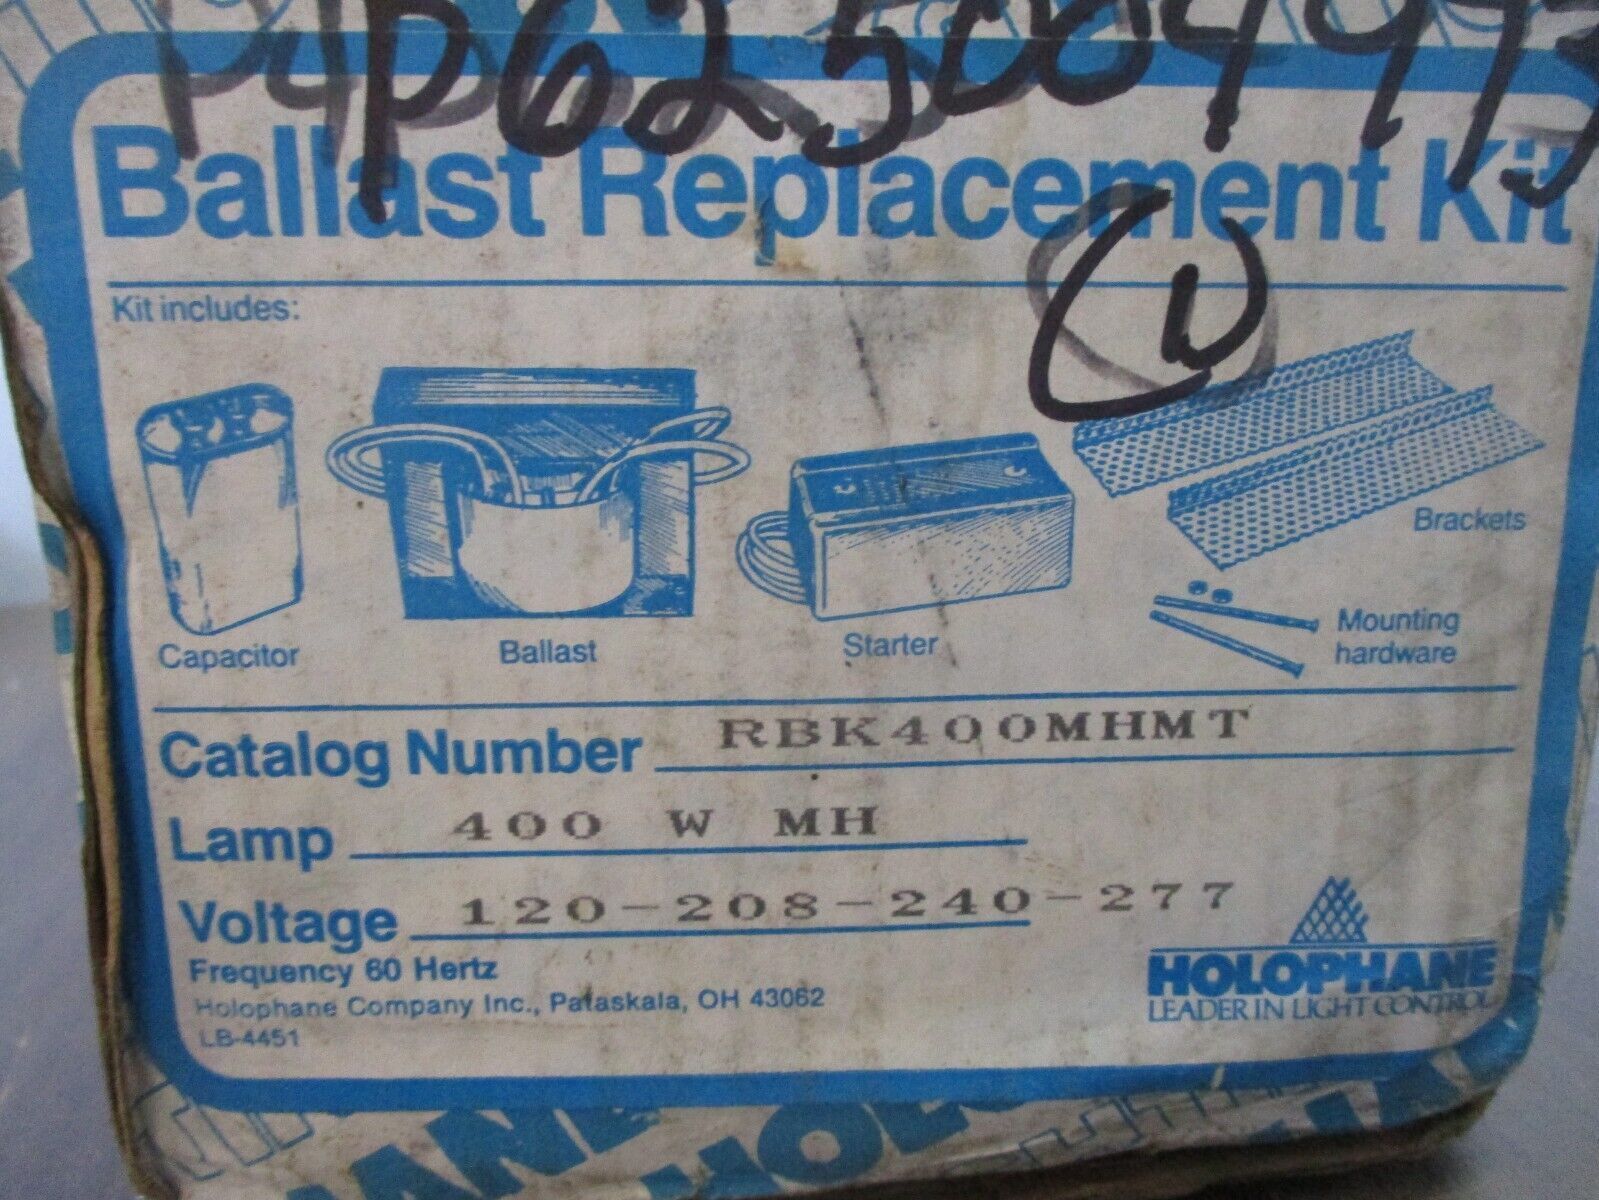 P62500499
Ballast Replacement Kit
1
Kit includes:
Brackets
Capacitor
Ballast
Starter
Mounting
hardware
Catalog Number RBK400MHMT
Lamp 400 W MH
Voltage 120-208-240-277
Frequency 60 Hertz
Holophane Company Inc., Pataskala, OH 43062
LB-4451
HOLOPHANE
LEADER IN LIGHT CONTROL